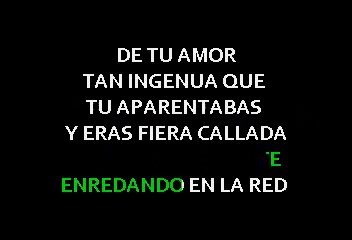 DE TU AMOR
TAN INGENUA QUE
TU APARENTABAS
Y ERAS FIERA CALLADA
E
ENREDANDO EN LA RED